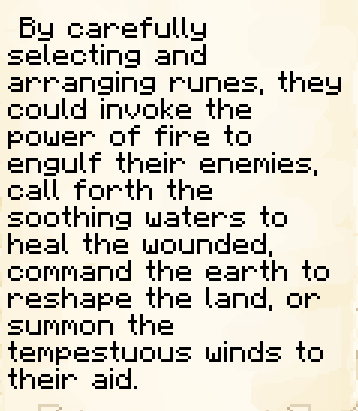 By carefully
selecting and
arranging runes, they
could invoke the
power of fire to
engulf their enemies,
call forth the
soothing waters to
heal the wounded,
command the earth to
reshape the land, or
summon the
tempestuous winds to
their aid.